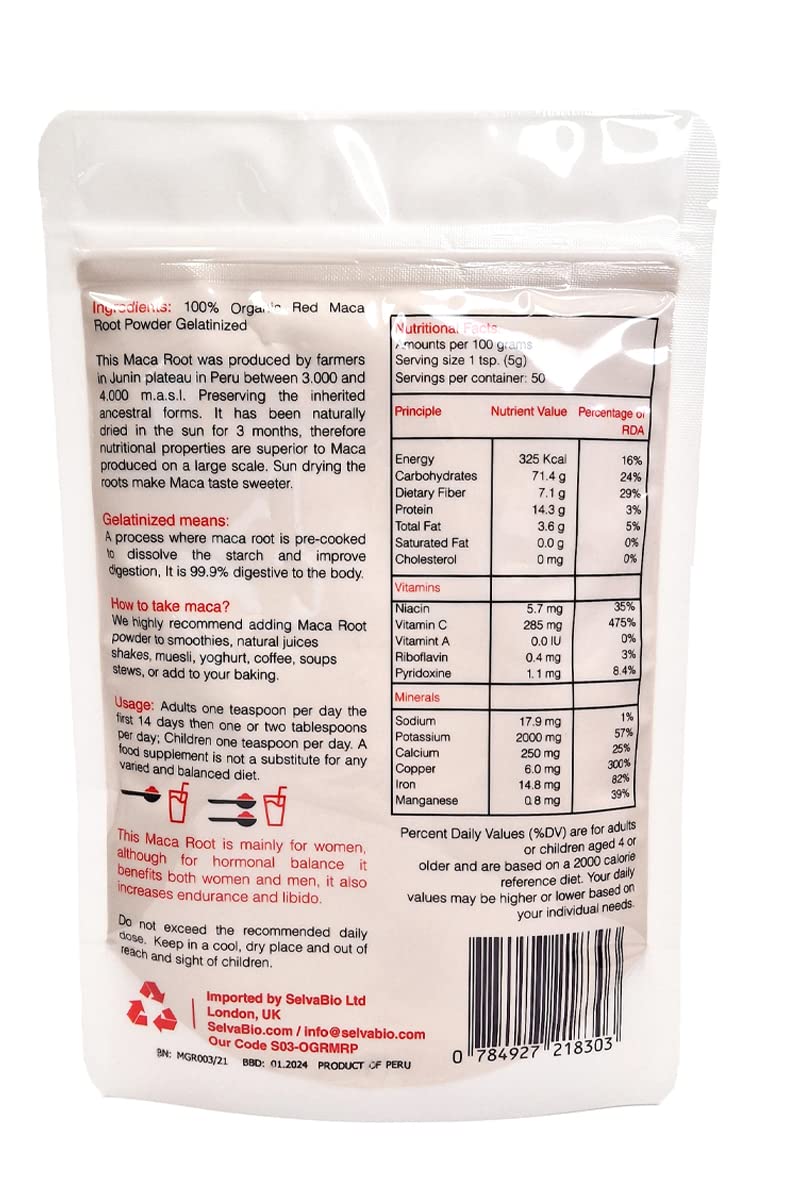 Ingredients: 100% Organic Red Maca
Root Powder Gelatinized
This Maca Root was produced by farmers
in Junin plateau in Peru between 3.000 and
4.000 m.a.s.l. Preserving the inherited
ancestral forms. It has been naturally
dried in the sun for 3 months, therefore
nutritional properties are superior to Maca
produced on a large scale. Sun drying the
roots make Maca taste sweeter.
Gelatinized means:
A process where maca root is pre-cooked
to dissolve the starch and improve
digestion, It is 99.9% digestive to the body.
How to take maca?
We highly recommend adding Maca Root
powder to smoothies, natural juices
shakes, muesli, yoghurt, coffee, soups
stews, or add to your baking.
Usage: Adults one teaspoon per day the
first 14 days then one or two tablespoons
per day; Children one teaspoon per day. A
food supplement is not a substitute for any
varied and balanced diet.
This Maca Root is mainly for women,
although for hormonal balance it
benefits both women and men, it also
increases endurance and libido.
Do not exceed the recommended daily
dose. Keep in a cool, dry place and out of
reach and sight of children.
Imported by SelvaBio Ltd
London, UK
SelvaBio.com / info@selvabio.com
Our Code S03-OGRMRP
BN: MGR003/21 BBD: 01.2024 PRODUCT OF PERU
Nutritional Facts
Amounts per 100 grams
Serving size 1 tsp. (5g)
Servings per container: 50
Principle Nutrient Value Percentage of
RDA
Energy 325 Kcal 16%
Carbohydrates 71.4 g 24%
Dietary Fiber 7.1 g 29%
Protein 14.3 g 3%
Total Fat 3.6 g 5%
Saturated Fat 0.0 g 0%
Cholesterol 0 mg 0%
Vitamins
Niacin 5.7 mg 35%
Vitamin C 285 mg 475%
Vitamint A 0.0 IU 0%
Riboflavin 0.4 mg 3%
Pyridoxine 1.1 mg 8.4%
Minerals
Sodium 17.9 mg 1%
Potassium 2000 mg 57%
Calcium 250 mg 25%
Copper 6.0 mg 300%
Iron 14.8 mg 82%
Manganese 0.8 mg 39%
Percent Daily Values (%DV) are for adults
or children aged 4 or
older and are based on a 2000 calorie
reference diet. Your daily
values may be higher or lower based on
your individual needs.
0 784927 218303